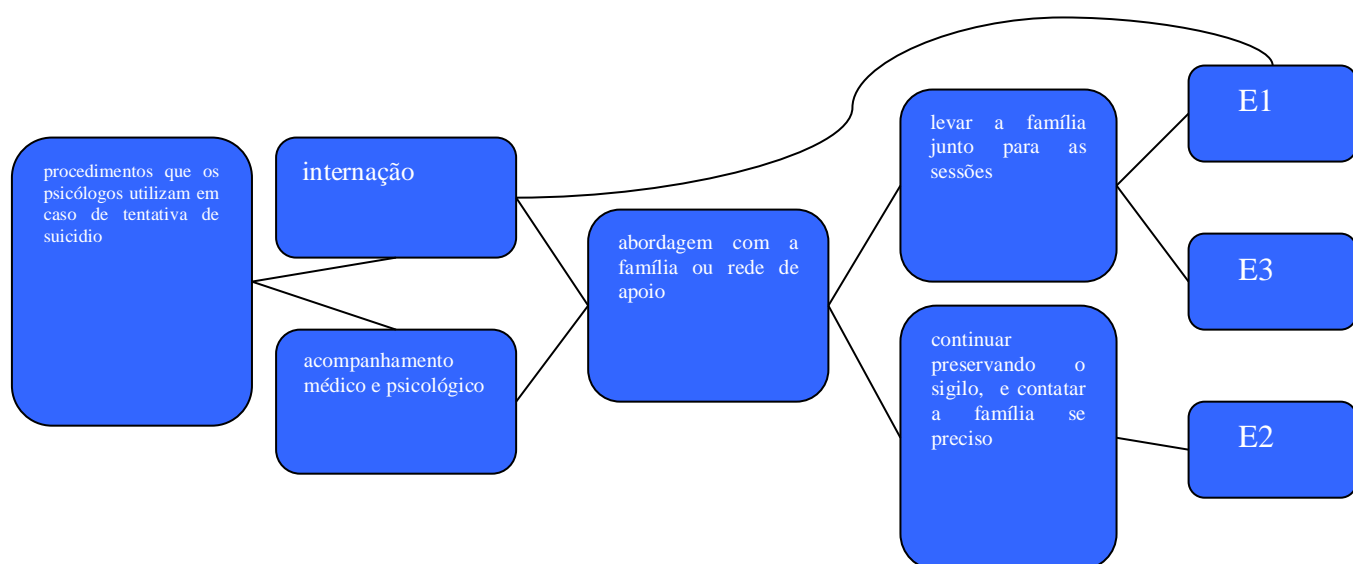 procedimentos que os
psicólogos utilizam em
caso de tentativa de
suicidio
internação
acompanhamento
médico e psicológico
abordagem com a
família ou rede de
apoio
levar a família
junto para as
sessões
continuar
preservando o
sigilo, e contatar
a família se
preciso
E1
E3
E2